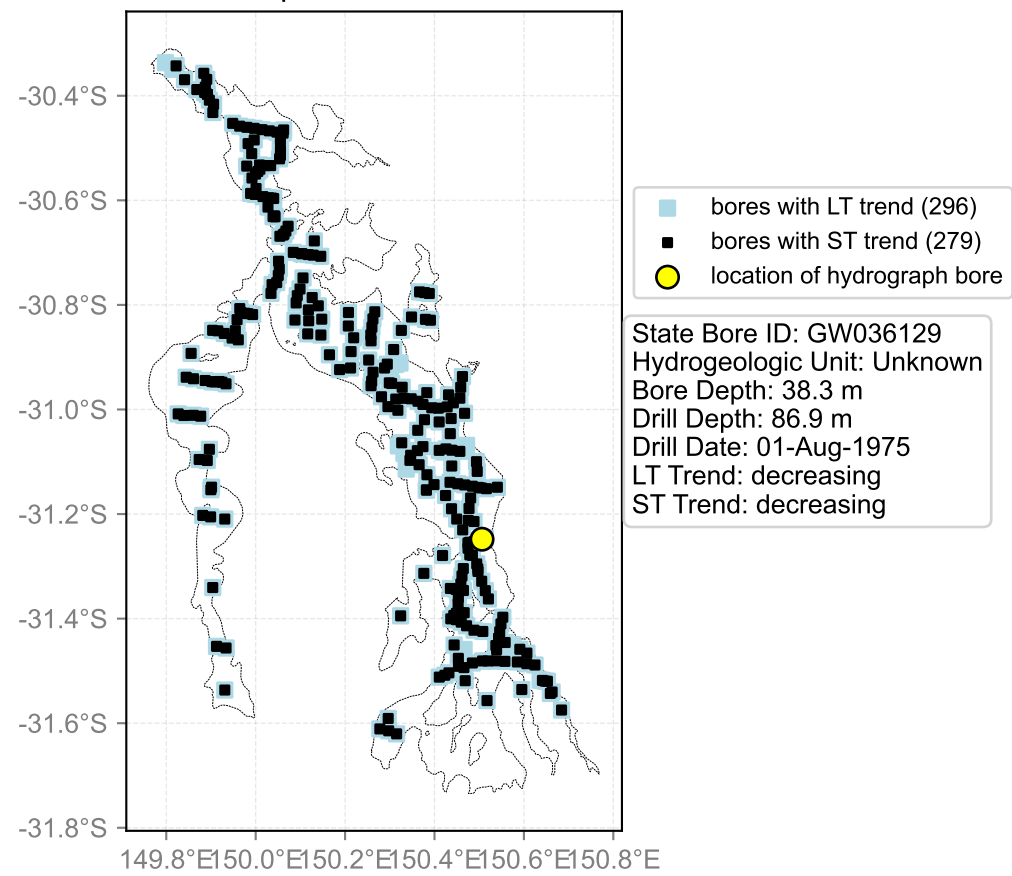 -30.4°S
-30.6°S
-30.8°S
-31.0°S
-31.2°S
-31.4°S
-31.6°S
-31.8°S
149.8°E150.0°E150.2°E150.4°E150.6°E150.8°E
bores with LT trend (296)
bores with ST trend (279)
location of hydrograph bore
State Bore ID: GW036129
Hydrogeologic Unit: Unknown
Bore Depth: 38.3 m
Drill Depth: 86.9 m
Drill Date: 01-Aug-1975
LT Trend: decreasing
ST Trend: decreasing